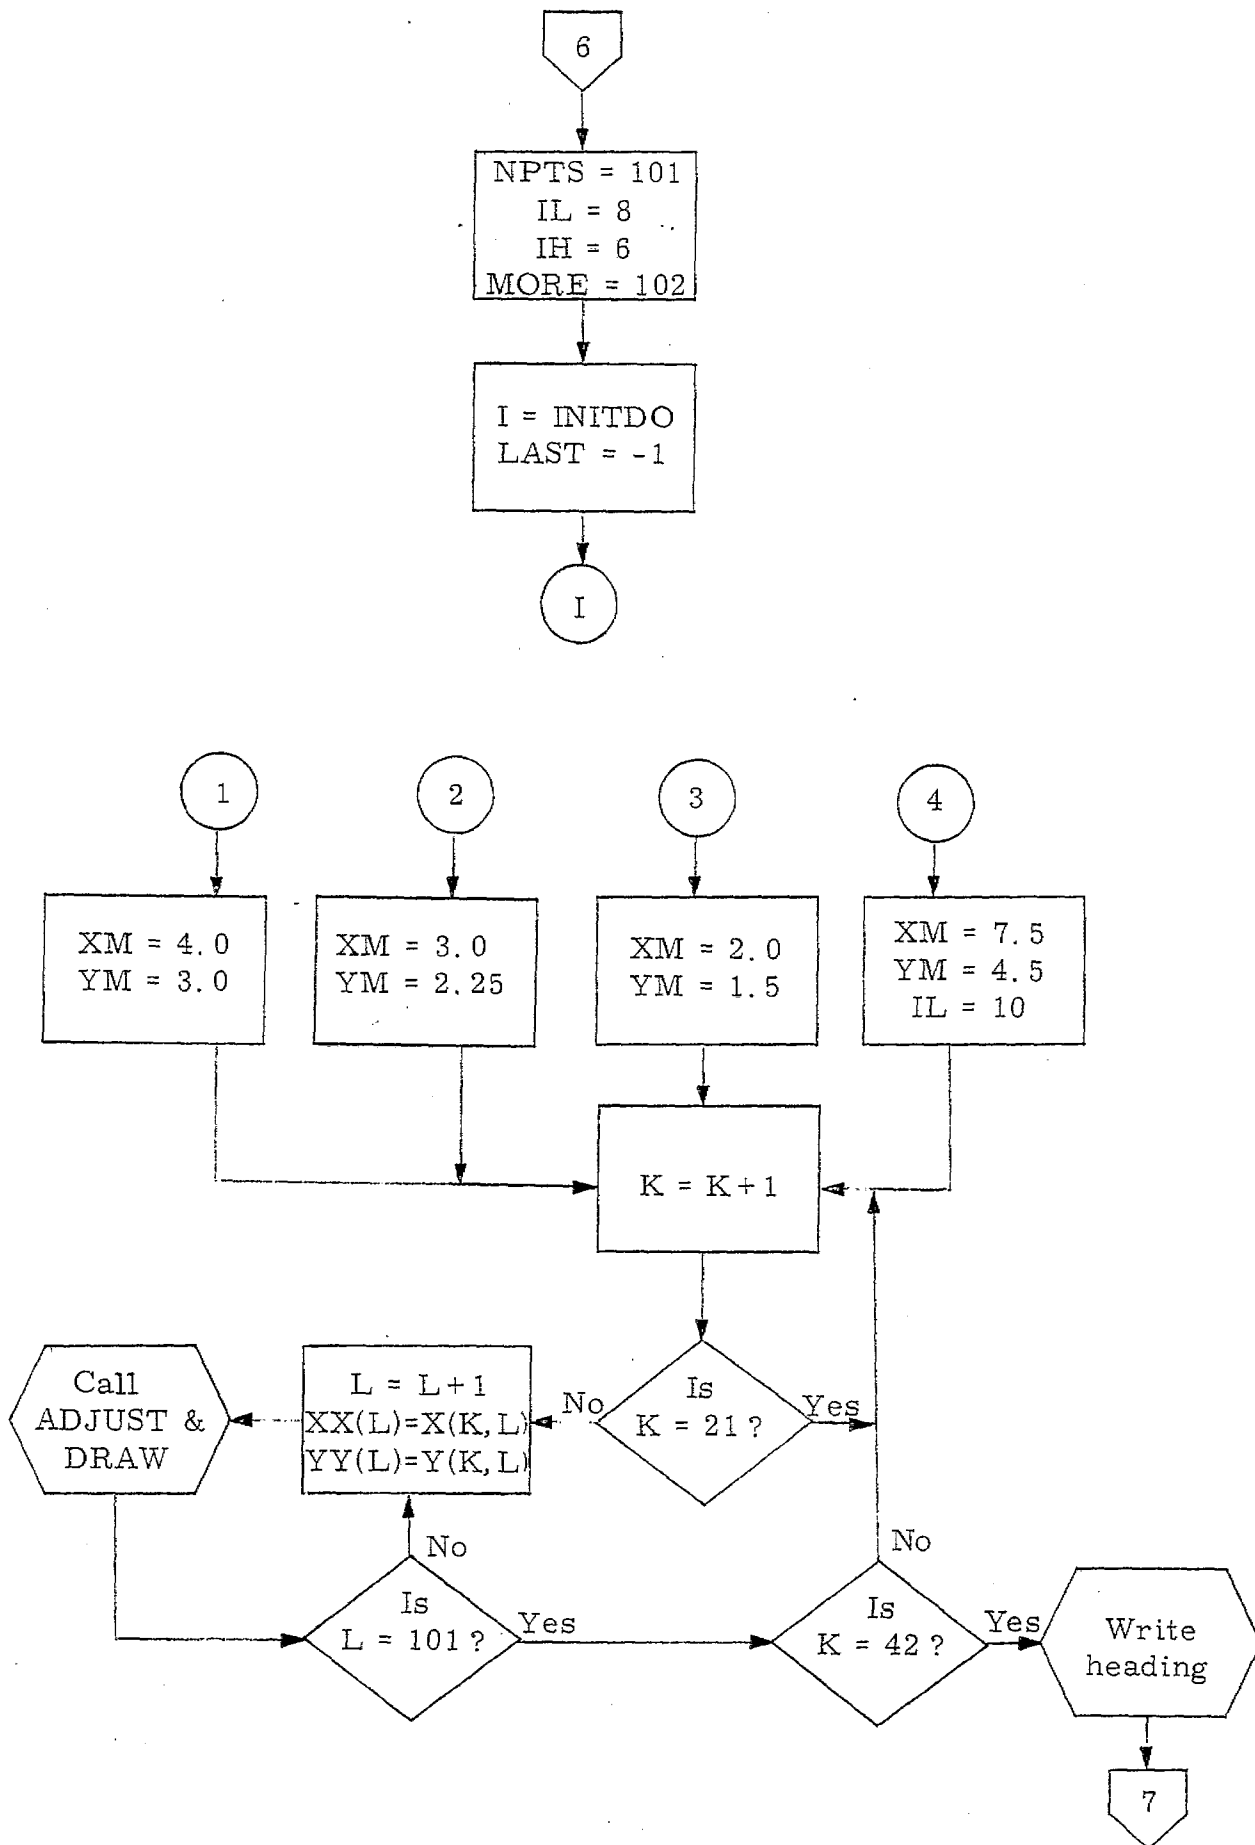 6
NPTS = 101
IL = 8
IH = 6
MORE = 102
I = INITDO
LAST = -1
I
1
2
3
4
XM = 4.0
YM = 3.0
XM = 3.0
YM = 2.25
XM = 2.0
YM = 1.5
XM = 7.5
YM = 4.5
IL = 10
K = K+1
Is
K = 21?
No
Yes
L = L+1
XX(L)=X(K,L)
YY(L)=Y(K,L)
Call
ADJUST &
DRAW
No
Is
L = 101?
Yes
No
Is
K = 42?
Yes
Write
heading
7